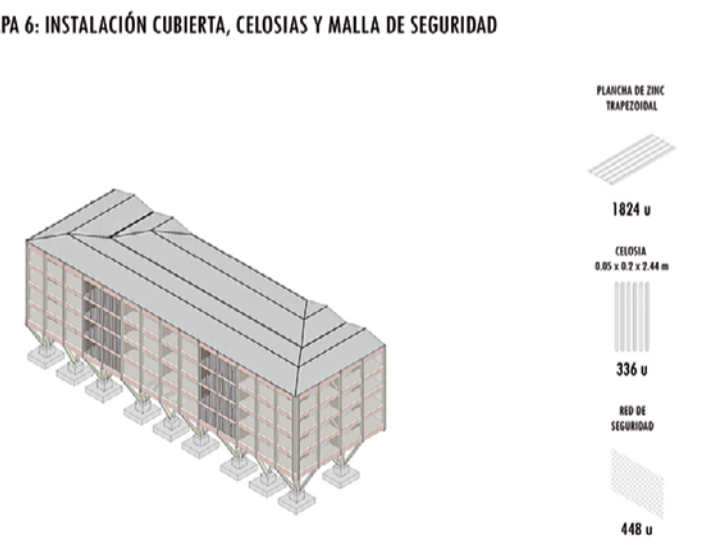 PA 6: INSTALACIÓN CUBIERTA, CELOSIAS Y MALLA DE SEGURIDAD
PLANCHA DE ZINC
TRAPEZOIDAL
1824 u
CELOSIA
0.05 x 0.2 x 2.44 m
336 u
RED DE
SEGURIDAD
448 u